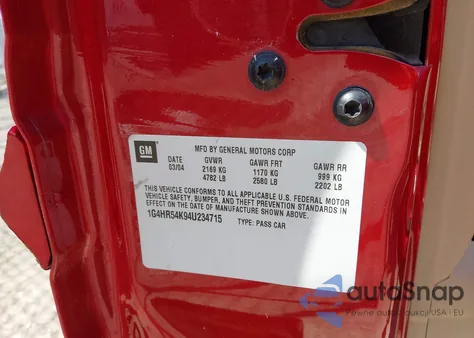 GM
MFD BY GENERAL MOTORS CORP
DATE GVWR GAWR FRT GAWR RR
03/04 2169 KG 1170 KG 999 KG
4782 LB 2580 LB 2202 LB
THIS VEHICLE CONFORMS TO ALL APPLICABLE U.S. FEDERAL MOTOR
VEHICLE SAFETY, BUMPER, AND THEFT PREVENTION STANDARDS IN
EFFECT ON THE DATE OF MANUFACTURE SHOWN ABOVE.
1G4HR54K94U234715 TYPE: PASS CAR
autoSnap
Pewne auta z aukcji USA i EU